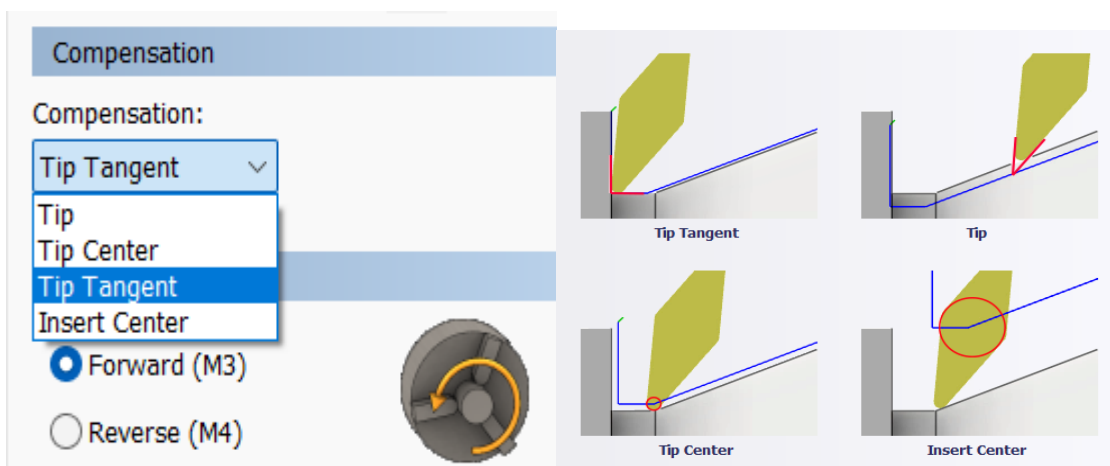 Compensation
Compensation:
Tip Tangent
Tip
Tip Center
Tip Tangent
Insert Center
Forward (M3)
Reverse (M4)
Tip Tangent
Tip
Tip Center
Insert Center